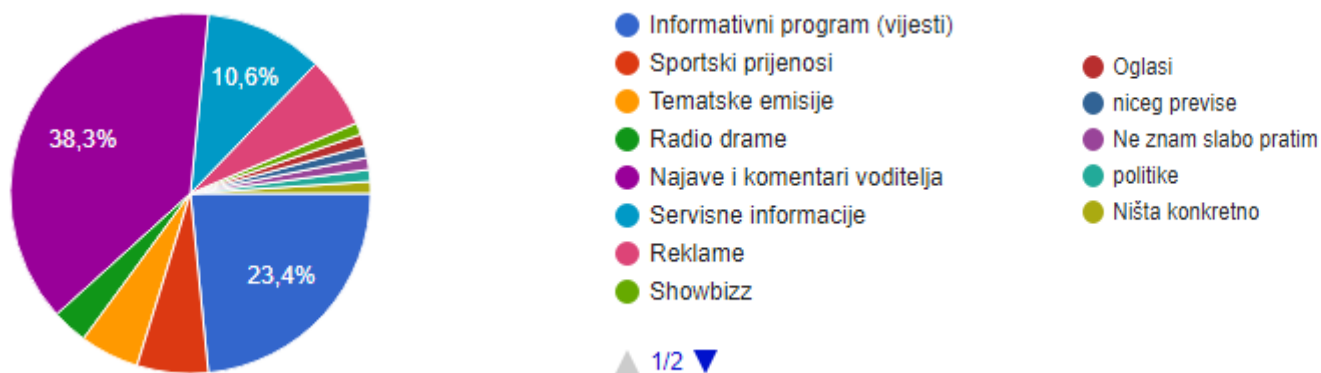 10,6%
38,3%
23,4%
Informativni program (vijesti)
Sportski prijenosi
Tematske emisije
Radio drame
Najave i komentari voditelja
Servisne informacije
Reklame
Showbizz
1/2
Oglasi
niceg previse
Ne znam slabo pratim
politike
Ništa konkretno